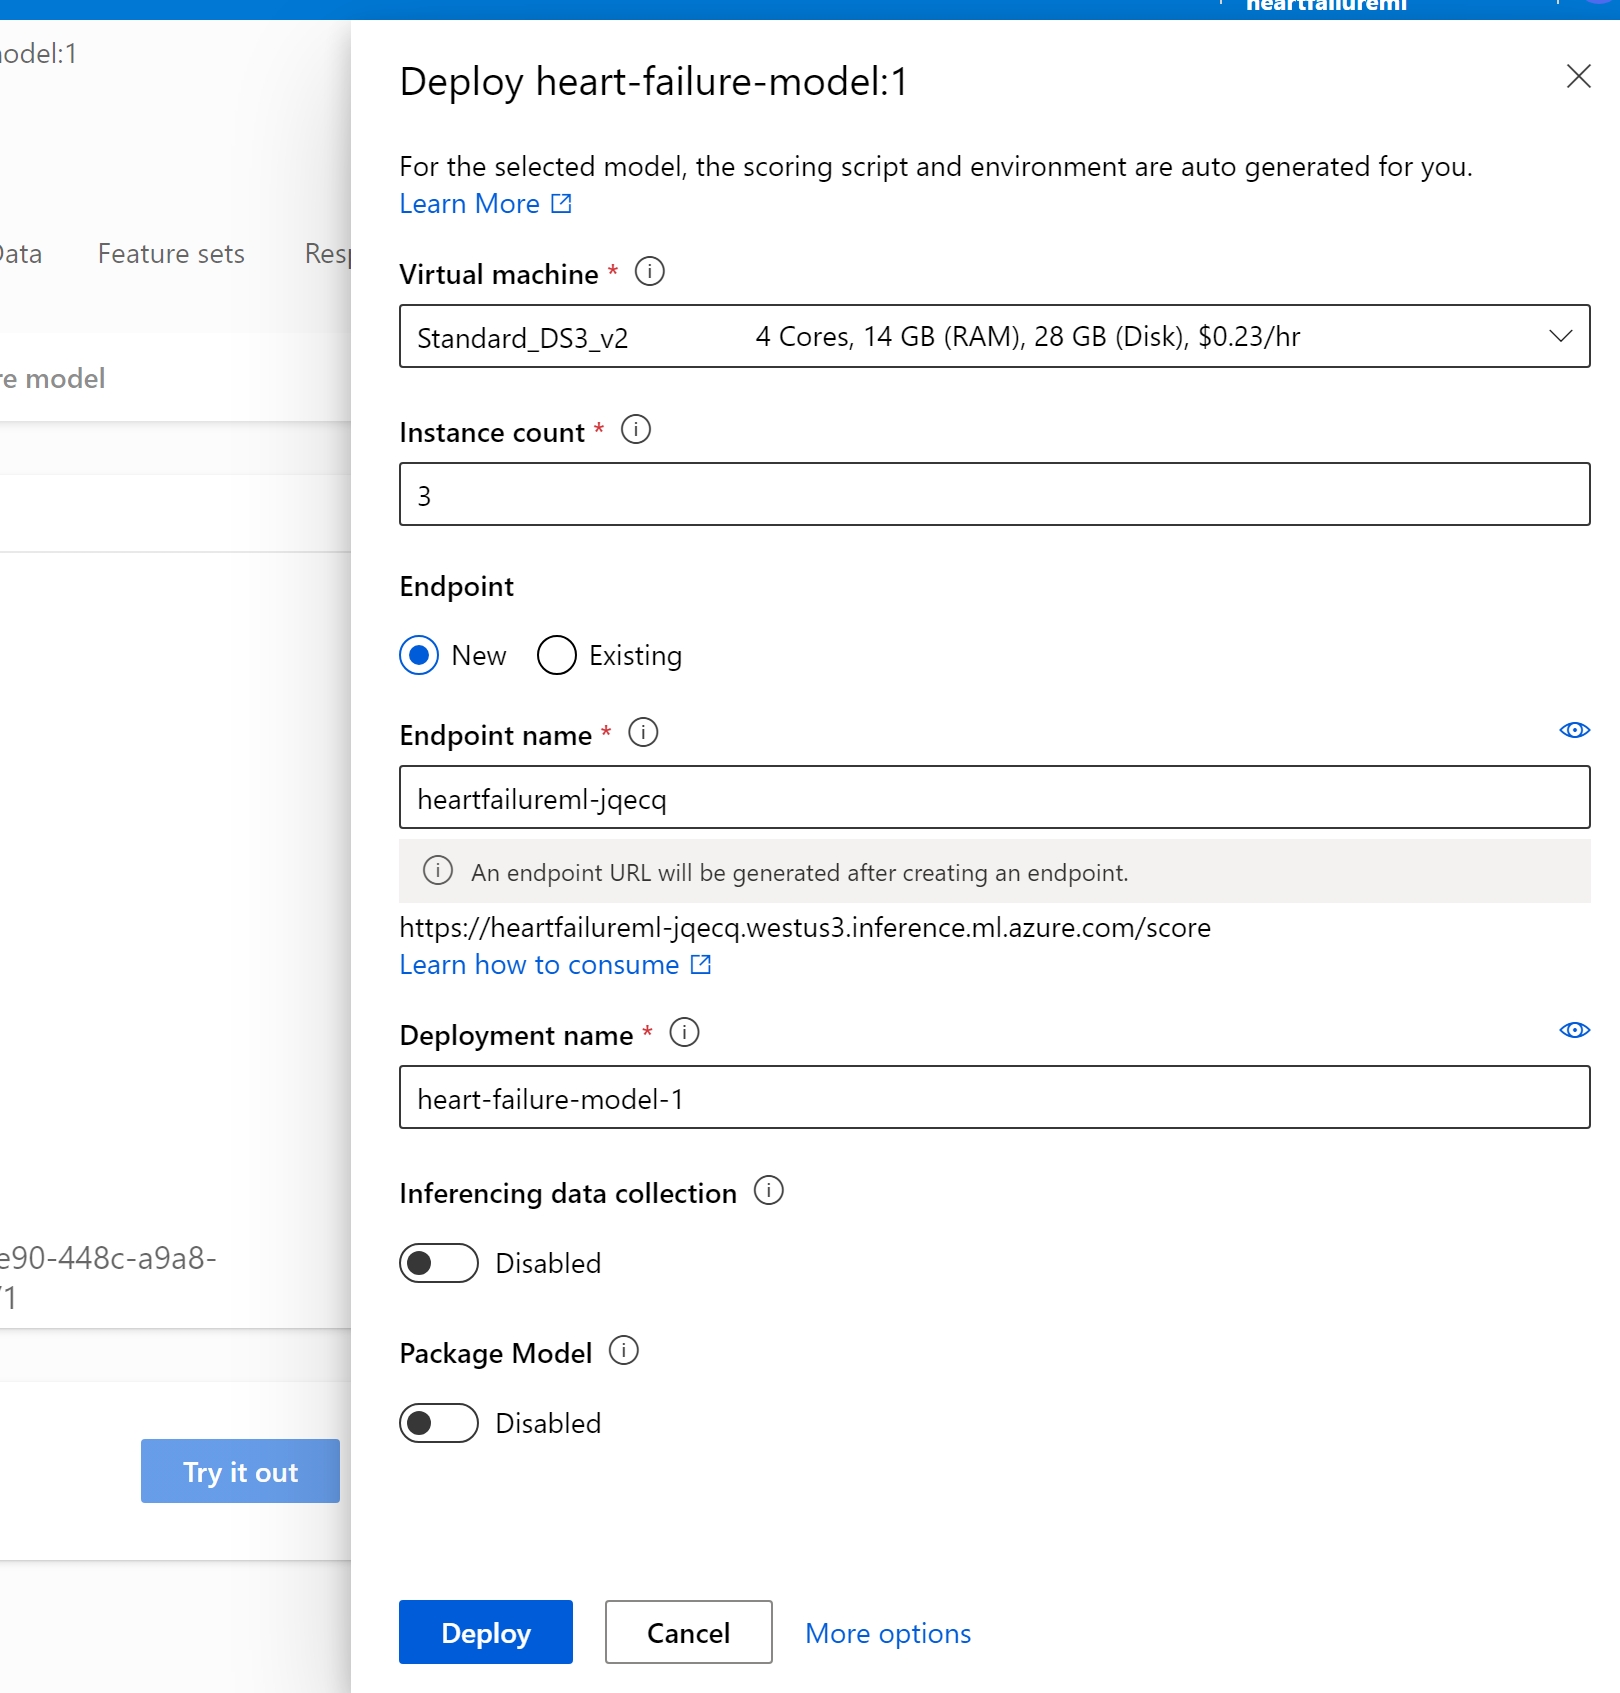 heartfailureml
model:1
Data Feature sets
re model
e90-448c-a9a8-
71
Try it out
Deploy heart-failure-model:1
For the selected model, the scoring script and environment are auto generated for you.
Learn More
Virtual machine *
Standard_DS3_v2 4 Cores, 14 GB (RAM), 28 GB (Disk), $0.23/hr
Instance count *
3
Endpoint
New Existing
Endpoint name *
heartfailureml-jqecq
An endpoint URL will be generated after creating an endpoint.
https://heartfailureml-jqecq.westus3.inference.ml.azure.com/score
Learn how to consume
Deployment name *
heart-failure-model-1
Inferencing data collection
Disabled
Package Model
Disabled
Deploy Cancel More options